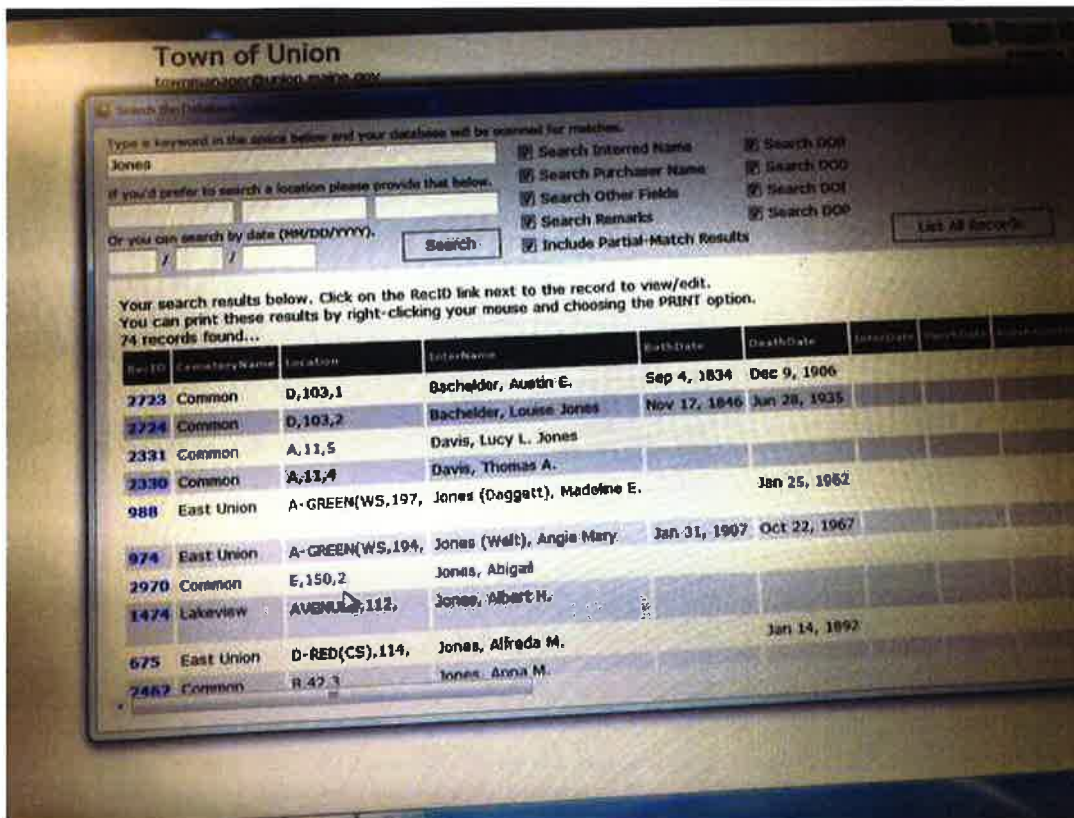 Town of Union
townmanager@union.maine.gov
Search the Database
Type a keyword in the space below and your database will be scanned for matches.
Jones
Search Interred Name
Search DOB
If you'd prefer to search a location please provide that below.
Search Purchaser Name
Search DOD
Search Other Fields
Search DOI
Or you can search by date (MM/DD/YYYY).
Search Remarks
Search DOP
/ /
Search
Include Partial-Match Results
List All Records
Your search results below. Click on the RecID link next to the record to view/edit.
You can print these results by right-clicking your mouse and choosing the PRINT option.
74 records found...
RecID CemeteryName Location InterName BirthDate DeathDate InterDate
2723 Common D,103,1 Bachelder, Austin E. Sep 4, 1834 Dec 9, 1906
2724 Common D,103,2 Bachelder, Louise Jones Nov 17, 1846 Jun 28, 1935
2331 Common A,11,5 Davis, Lucy L. Jones
2330 Common A,11,4 Davis, Thomas A.
988 East Union A-GREEN(WS,197, Jones (Daggett), Madeline E. Jan 25, 1962
974 East Union A-GREEN(WS,194, Jones (Welt), Angie Mary Jan 31, 1907 Oct 22, 1967
2970 Common E,150,2 Jones, Abigail
1474 Lakeview AVENUE,112, Jones, Albert H.
675 East Union D-RED(CS),114, Jones, Alfreda M. Jan 14, 1892
2462 Common B,42,3 Jones, Anna M.